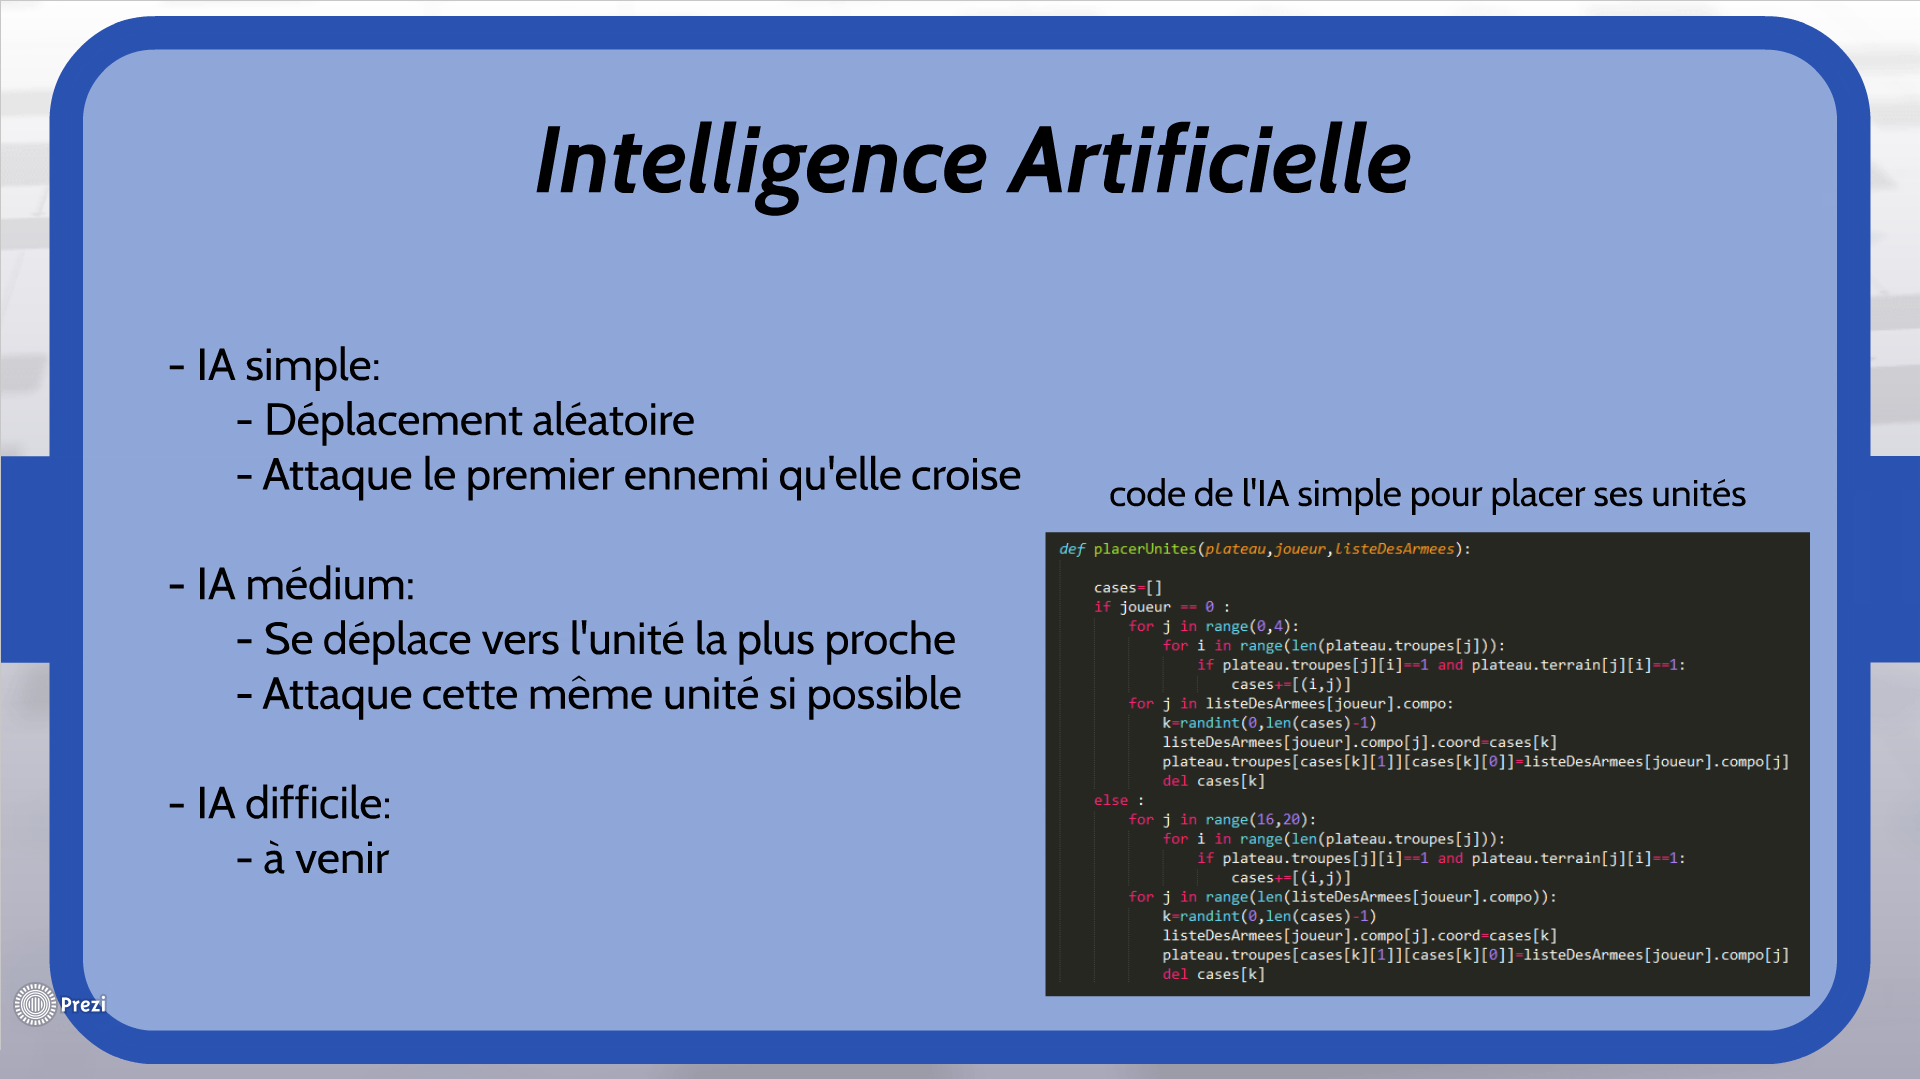 Intelligence Artificielle
- IA simple:
- Déplacement aléatoire
- Attaque le premier ennemi qu'elle croise
- IA médium:
- Se déplace vers l'unité la plus proche
- Attaque cette même unité si possible
- IA difficile:
- à venir
code de l'IA simple pour placer ses unités
def placerUnites(plateau,joueur,listeDesArmees):
cases=[]
if joueur == 0 :
for j in range(0,4):
for i in range(len(plateau.troupes[j])):
if plateau.troupes[j][i]==1 and plateau.terrain[j][i]==1:
cases+=[(i,j)]
for j in listeDesArmees[joueur].compo:
k=randint(0,len(cases)-1)
listeDesArmees[joueur].compo[j].coord=cases[k]
plateau.troupes[cases[k][1]][cases[k][0]]=listeDesArmees[joueur].compo[j]
del cases[k]
else :
for j in range(16,20):
for i in range(len(plateau.troupes[j])):
if plateau.troupes[j][i]==1 and plateau.terrain[j][i]==1:
cases+=[(i,j)]
for j in range(len(listeDesArmees[joueur].compo)):
k=randint(0,len(cases)-1)
listeDesArmees[joueur].compo[j].coord=cases[k]
plateau.troupes[cases[k][1]][cases[k][0]]=listeDesArmees[joueur].compo[j]
del cases[k]
Prezi